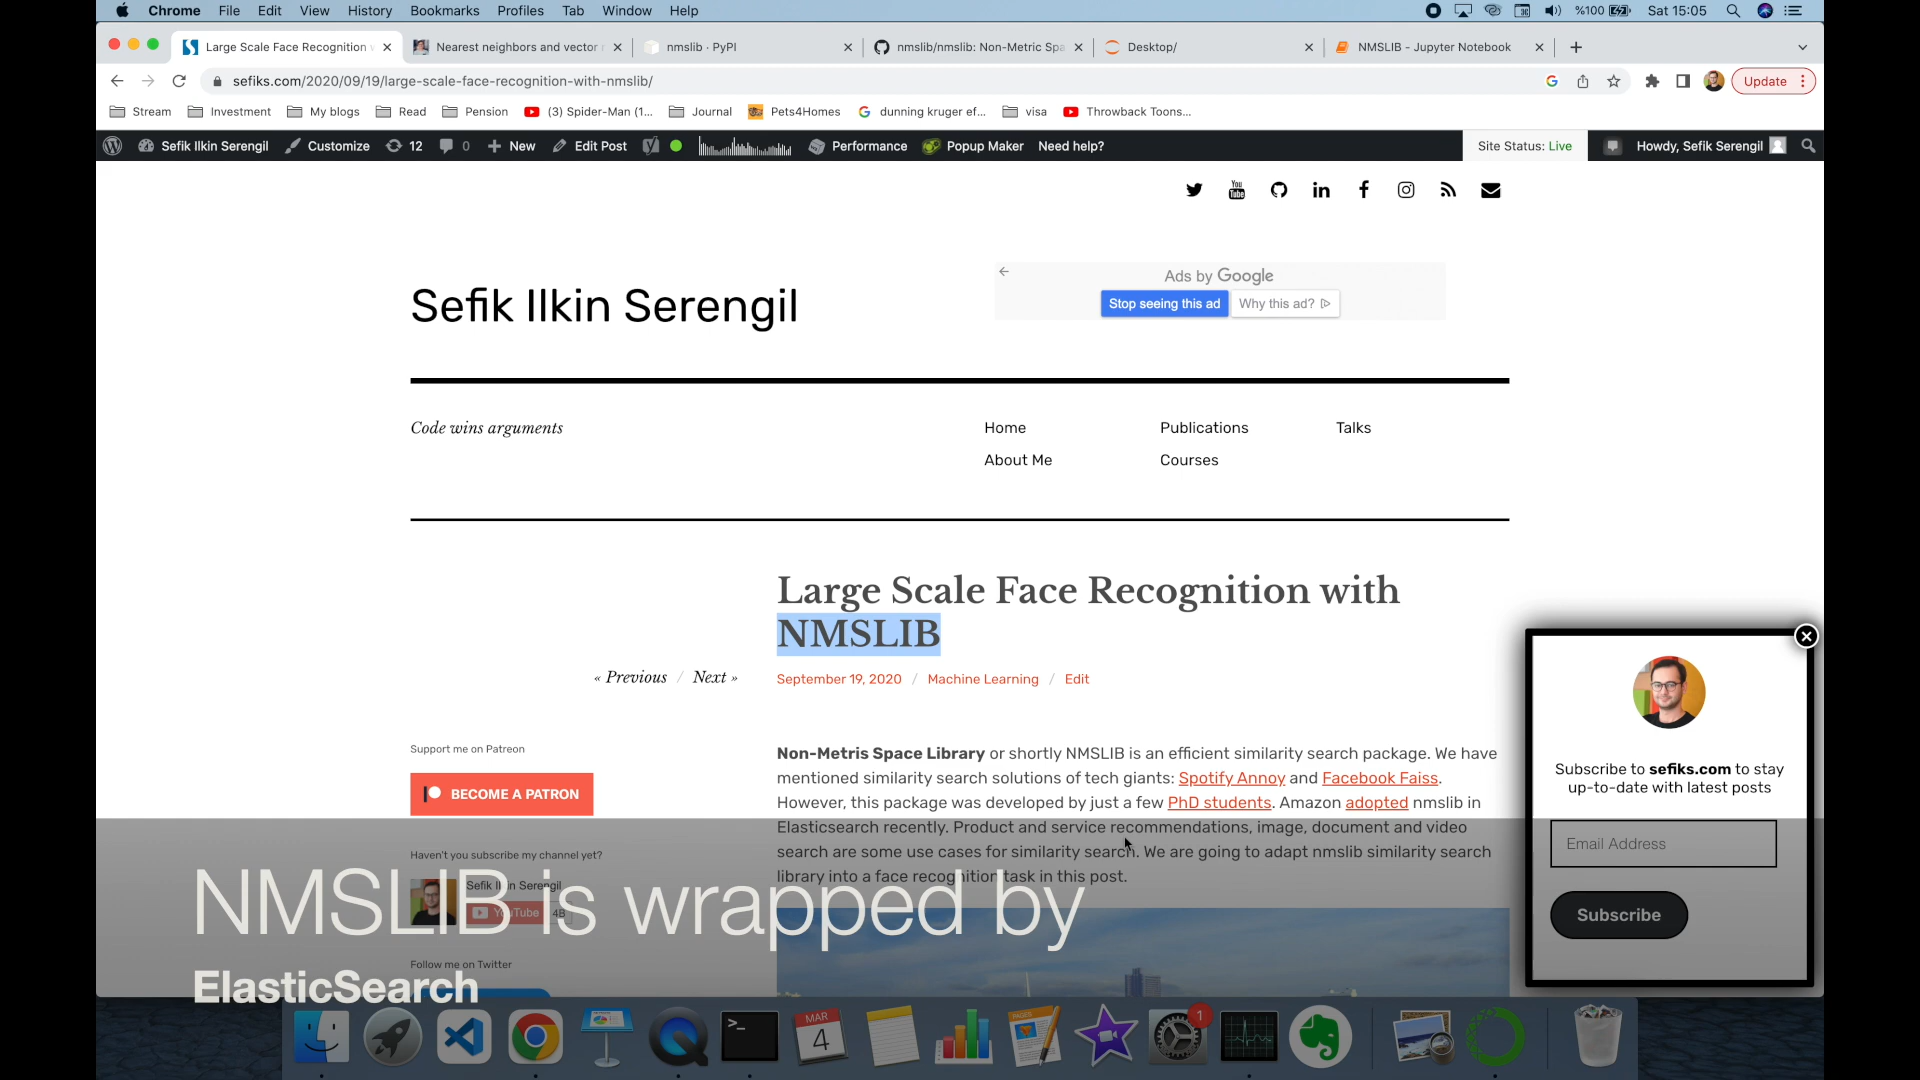 Chrome File Edit View History Bookmarks Profiles Tab Window Help %100 Sat 15:05
Large Scale Face Recognition w
Nearest neighbors and vector
nmslib · PyPI
nmslib/nmslib: Non-Metric Spa
Desktop/
NMSLIB - Jupyter Notebook
sefiks.com/2020/09/19/large-scale-face-recognition-with-nmslib/
Update
Stream Investment My blogs Read Pension (3) Spider-Man (1... Journal Pets4Homes dunning kruger ef... visa Throwback Toons...
Sefik Ilkin Serengil Customize 12 0 New Edit Post Performance Popup Maker Need help? Site Status: Live Howdy, Sefik Serengil
Ads by Google
Stop seeing this ad Why this ad?
Sefik Ilkin Serengil
Code wins arguments
Home Publications Talks
About Me Courses
Large Scale Face Recognition with
NMSLIB
« Previous / Next »
September 19, 2020 / Machine Learning / Edit
Support me on Patreon
BECOME A PATRON
Non-Metris Space Library or shortly NMSLIB is an efficient similarity search package. We have
mentioned similarity search solutions of tech giants: Spotify Annoy and Facebook Faiss.
However, this package was developed by just a few PhD students. Amazon adopted nmslib in
Elasticsearch recently. Product and service recommendations, image, document and video
search are some use cases for similarity search. We are going to adapt nmslib similarity search
library into a face recognition task in this post.
Subscribe to sefiks.com to stay
up-to-date with latest posts
Email Address
Subscribe
Haven't you subscribe my channel yet?
Sefik Ilkin Serengil
YouTube 4B
Follow me on Twitter
NMSLIB is wrapped by
ElasticSearch
MAR
4
PAGES
1